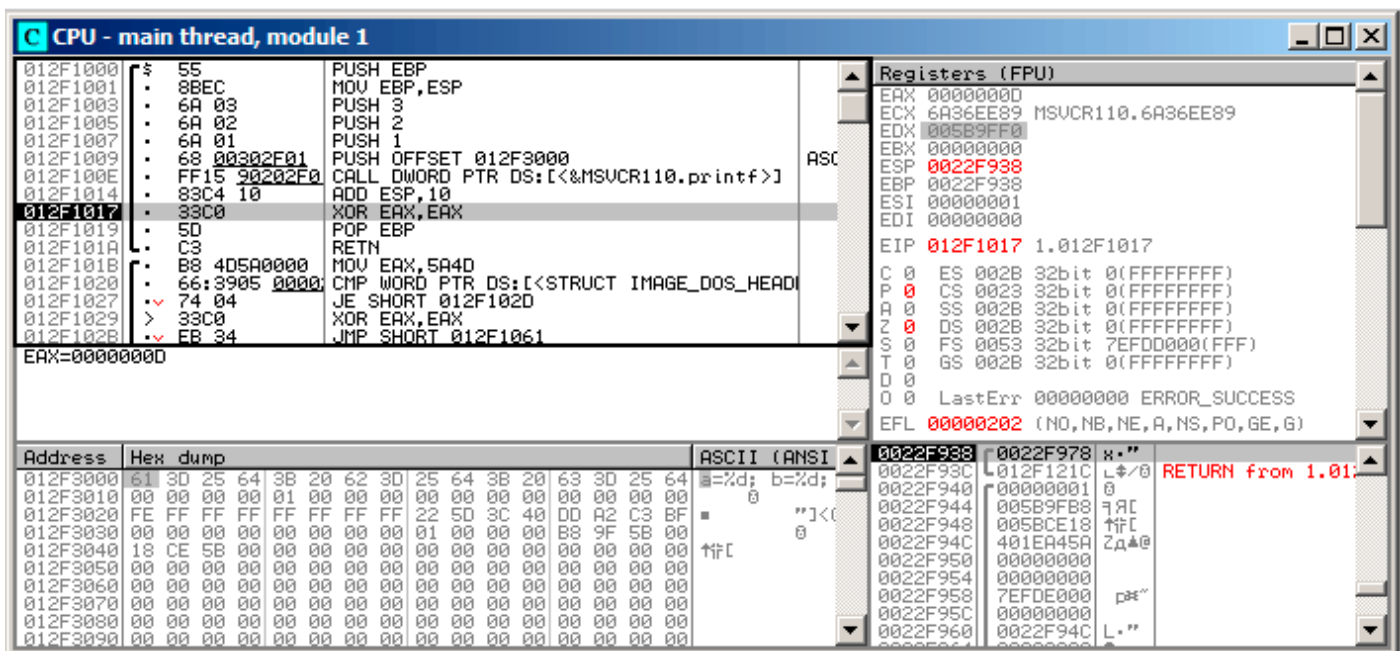 C CPU - main thread, module 1
012F1000 $ 55 PUSH EBP
012F1001 . 8BEC MOV EBP,ESP
012F1003 . 6A 03 PUSH 3
012F1005 . 6A 02 PUSH 2
012F1007 . 6A 01 PUSH 1
012F1009 . 68 00302F01 PUSH OFFSET 012F3000 ASC
012F100E . FF15 90202F0 CALL DWORD PTR DS:[<&MSVCR110.printf>]
012F1014 . 83C4 10 ADD ESP,10
012F1017 . 33C0 XOR EAX,EAX
012F1019 . 5D POP EBP
012F101A . C3 RETN
012F101B . B8 4D5A0000 MOV EAX,5A4D
012F1020 . 66:3905 0000 CMP WORD PTR DS:[<STRUCT IMAGE_DOS_HEAD
012F1027 . 74 04 JE SHORT 012F102D
012F1029 > 33C0 XOR EAX,EAX
012F102B . EB 34 JMP SHORT 012F1061
EAX=0000000D
Registers (FPU)
EAX 0000000D
ECX 6A36EE89 MSVCR110.6A36EE89
EDX 005B9FF0
EBX 00000000
ESP 0022F938
EBP 0022F938
ESI 00000001
EDI 00000000
EIP 012F1017 1.012F1017
C 0 ES 002B 32bit 0(FFFFFFFF)
P 0 CS 0023 32bit 0(FFFFFFFF)
A 0 SS 002B 32bit 0(FFFFFFFF)
Z 0 DS 002B 32bit 0(FFFFFFFF)
S 0 FS 0053 32bit 7EFDD000(FFF)
T 0 GS 002B 32bit 0(FFFFFFFF)
D 0
O 0 LastErr 00000000 ERROR_SUCCESS
EFL 00000202 (NO,NB,NE,A,NS,PO,GE,G)
Address Hex dump ASCII (ANSI
012F3000 61 3D 25 64 3B 20 62 3D 25 64 3B 20 63 3D 25 64 a=%d; b=%d;
012F3010 00 00 00 00 01 00 00 00 00 00 00 00 00 00 00 00
012F3020 FE FF FF FF FF FF FF FF 22 5D 3C 40 DD A2 C3 BF "]<
012F3030 00 00 00 00 00 00 00 00 01 00 00 00 B8 9F 5B 00
012F3040 18 CE 5B 00 00 00 00 00 00 00 00 00 00 00 00 00
012F3050 00 00 00 00 00 00 00 00 00 00 00 00 00 00 00 00
012F3060 00 00 00 00 00 00 00 00 00 00 00 00 00 00 00 00
012F3070 00 00 00 00 00 00 00 00 00 00 00 00 00 00 00 00
012F3080 00 00 00 00 00 00 00 00 00 00 00 00 00 00 00 00
012F3090 00 00 00 00 00 00 00 00 00 00 00 00 00 00 00 00
0022F938 0022F978
0022F93C 012F121C RETURN from 1.01
0022F940 00000001
0022F944 005B9FB8
0022F948 005BCE18
0022F94C 401EA45A
0022F950 00000000
0022F954 00000000
0022F958 7EFDE000
0022F95C 00000000
0022F960 0022F94C